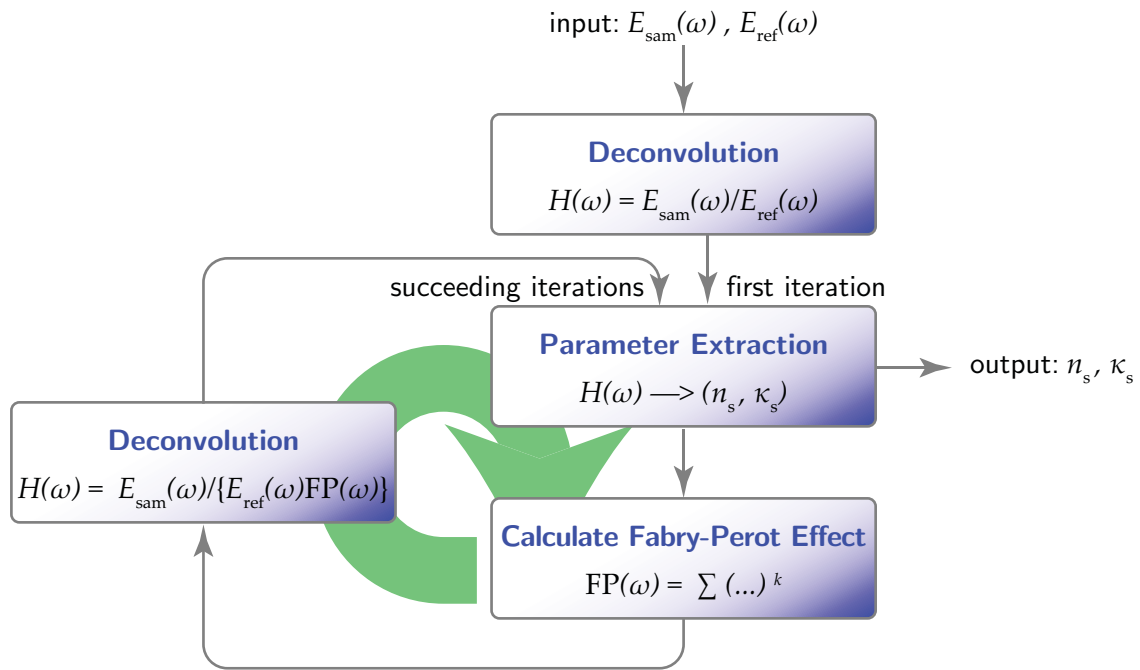 input: E_sam(ω) , E_ref(ω)
Deconvolution
H(ω) = E_sam(ω)/E_ref(ω)
succeeding iterations
first iteration
Parameter Extraction
H(ω) —> (n_s, κ_s)
output: n_s, κ_s
Deconvolution
H(ω) = E_sam(ω)/{E_ref(ω)FP(ω)}
Calculate Fabry-Perot Effect
FP(ω) = ∑ (...)^k